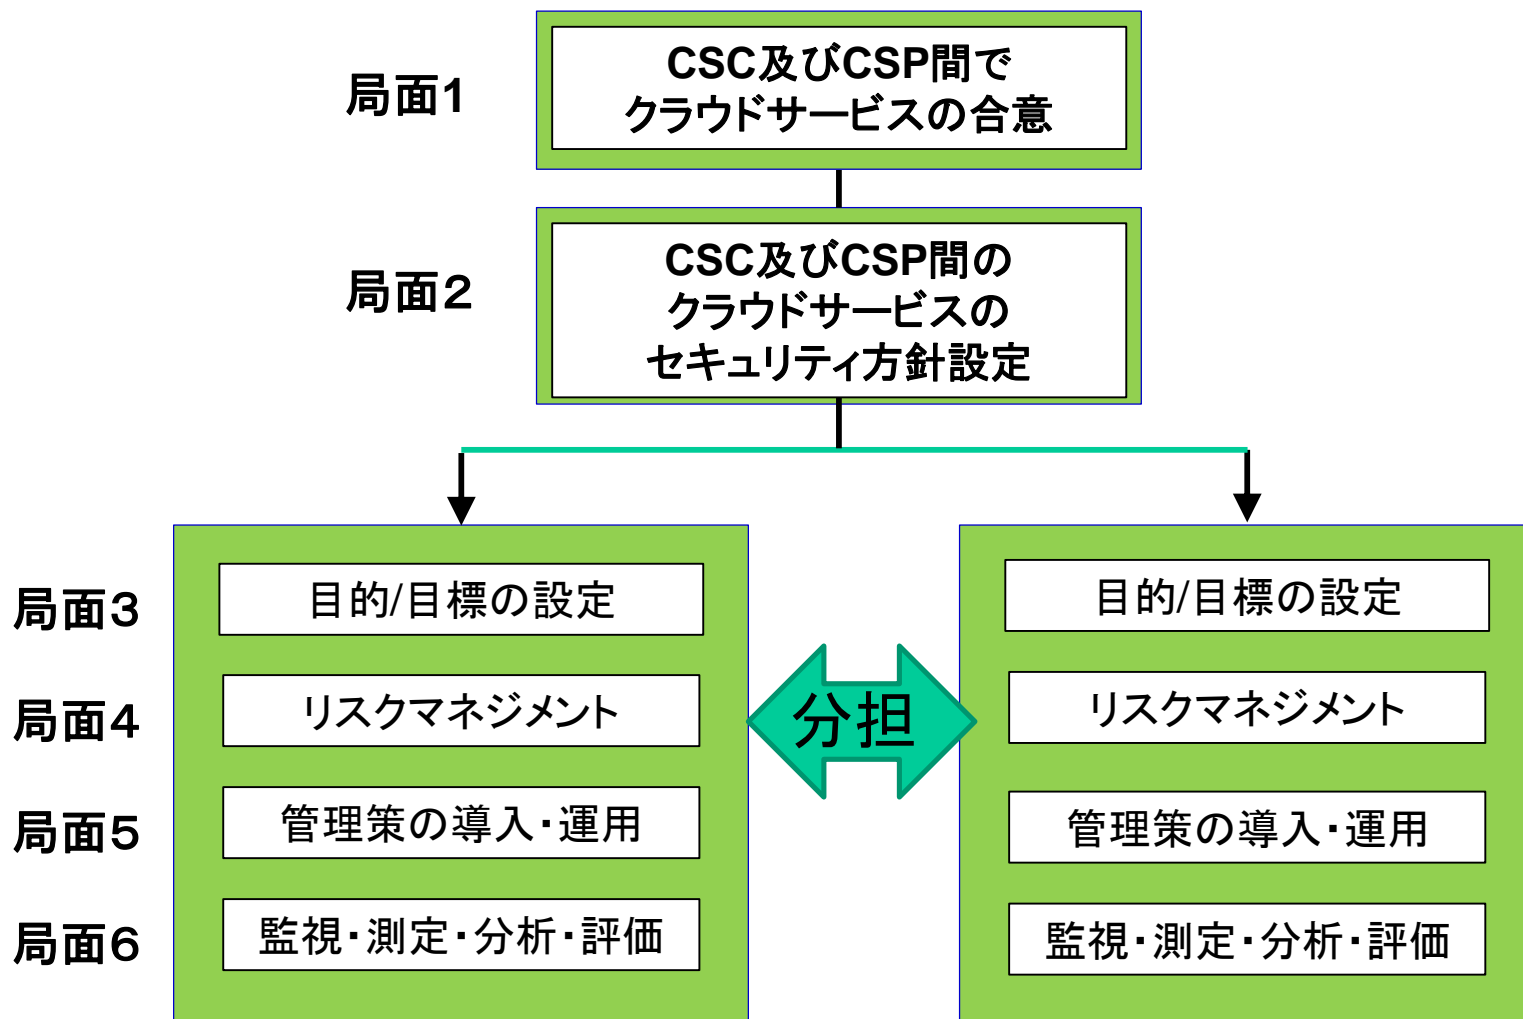 局面1
CSC及びCSP間で
クラウドサービスの合意
局面2
CSC及びCSP間の
クラウドサービスの
セキュリティ方針設定
局面3
目的/目標の設定
目的/目標の設定
局面4
リスクマネジメント
分担
リスクマネジメント
局面5
管理策の導入・運用
管理策の導入・運用
局面6
監視・測定・分析・評価
監視・測定・分析・評価